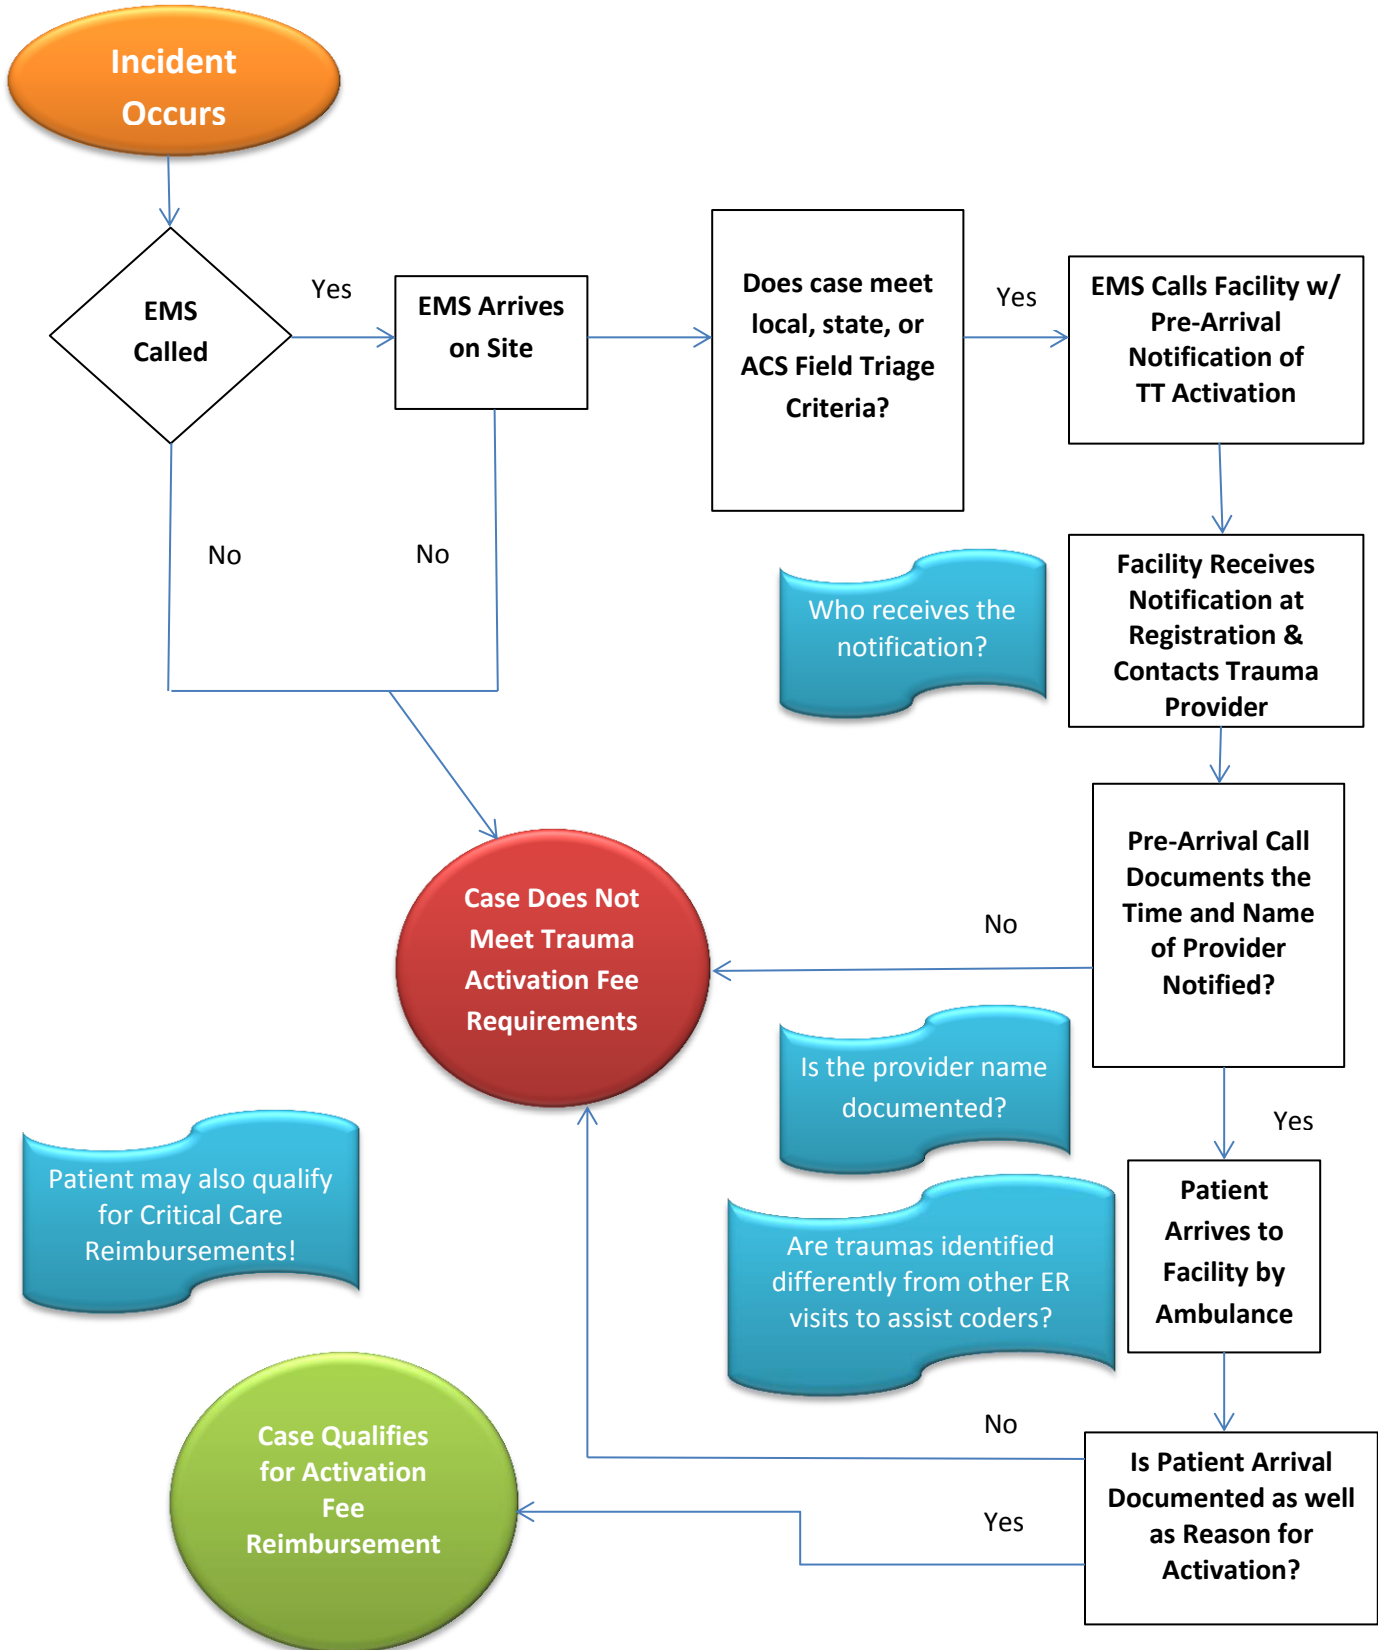 Incident
Occurs
EMS
Called
Yes
EMS Arrives
on Site
Does case meet
local, state, or
ACS Field Triage
Criteria?
Yes
EMS Calls Facility w/
Pre-Arrival
Notification of
TT Activation
No
No
Who receives the
notification?
Facility Receives
Notification at
Registration &
Contacts Trauma
Provider
Case Does Not
Meet Trauma
Activation Fee
Requirements
No
Pre-Arrival Call
Documents the
Time and Name
of Provider
Notified?
Is the provider name
documented?
Yes
Patient may also qualify
for Critical Care
Reimbursements!
Are traumas identified
differently from other ER
visits to assist coders?
Patient
Arrives to
Facility by
Ambulance
No
Case Qualifies
for Activation
Fee
Reimbursement
Yes
Is Patient Arrival
Documented as well
as Reason for
Activation?